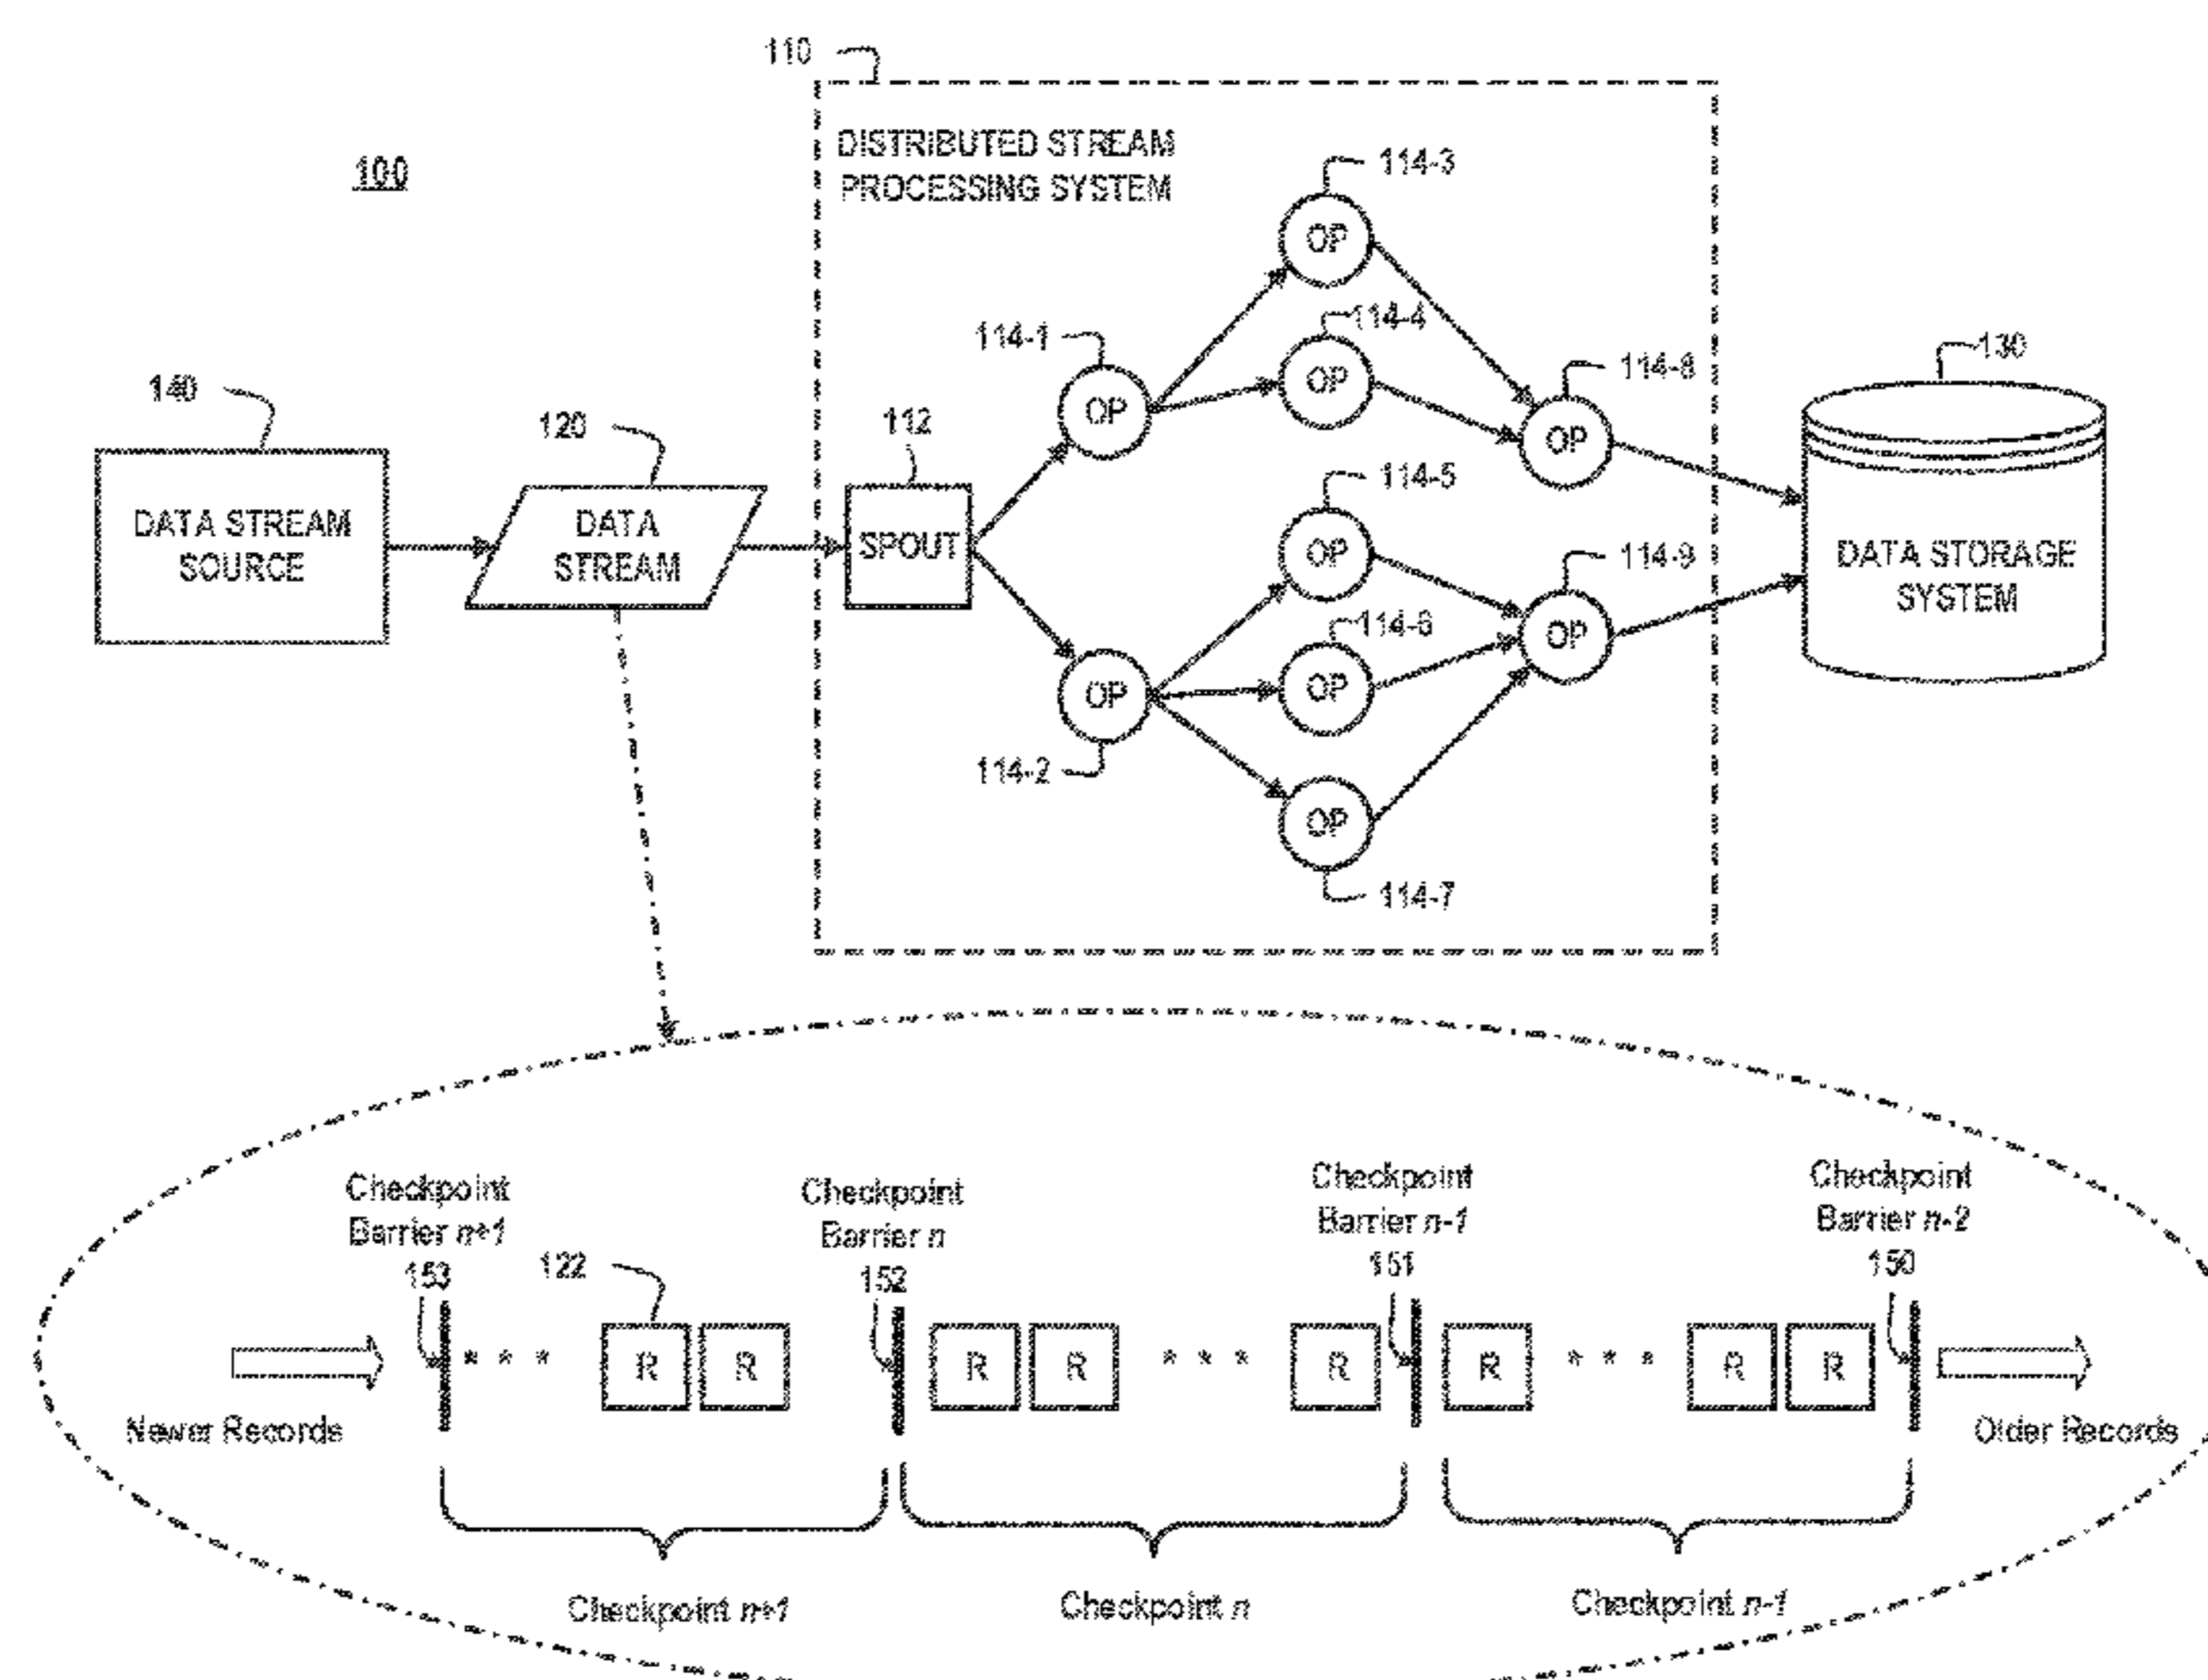 110
100
DISTRIBUTED STREAM
PROCESSING SYSTEM
114-3
114-1
114-4
OP
OP
OP
OP
114-8
130
140
120
112
114-5
DATA STREAM
SOURCE
DATA
STREAM
SPOUT
OP
114-9
DATA STORAGE
SYSTEM
114-6
OP
OP
OP
114-2
OP
114-7
Checkpoint
Barrier n+1
153
122
Checkpoint
Barrier n
152
Checkpoint
Barrier n-1
151
Checkpoint
Barrier n-2
150
* * * R R R R * * * R R * * * R R
Newer Records
Older Records
Checkpoint n+1
Checkpoint n
Checkpoint n-1